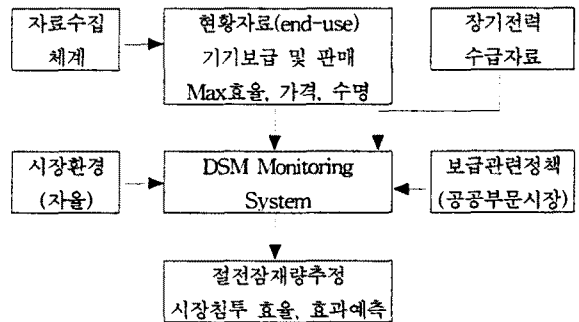 자료수집
체계
현황자료(end-use)
기기보급 및 판매
Max효율, 가격, 수명
장기전력
수급자료
시장환경
(자율)
DSM Monitoring
System
보급관련정책
(공공부문시장)
절전잠재량추정
시장침투 효율, 효과예측